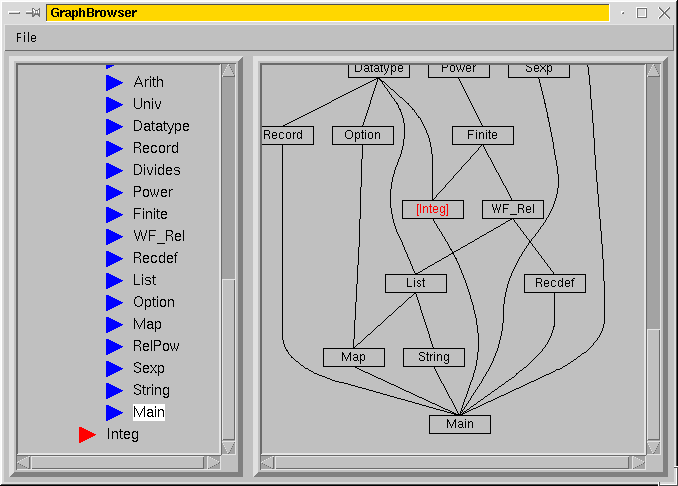 GraphBrowser
File
Arith
Univ
Datatype
Record
Divides
Power
Finite
WF_Rel
Recdef
List
Option
Map
RelPow
Sexp
String
Main
Integ
Datatype Power Sexp
Record Option Finite
[Integ] WF_Rel
List Recdef
Map String
Main